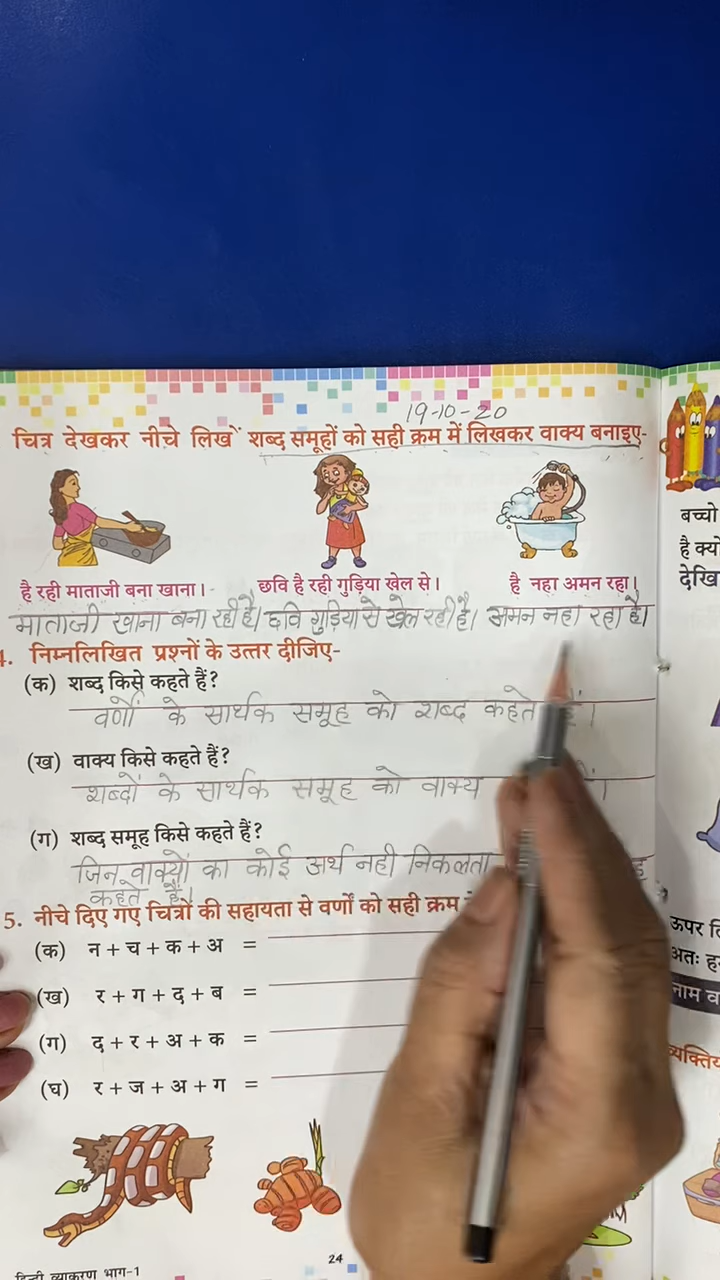 19-10-20
चित्र देखकर नीचे लिखें शब्द समूहों को सही क्रम में लिखकर वाक्य बनाइए-
है रही माताजी बना खाना।
छवि है रही गुड़िया खेल से।
है नहा अमन रहा।
माताजी खाना बना रही है। छवि गुड़िया से खेल रही है। अमन नहा रहा है।
4. निम्नलिखित प्रश्नों के उत्तर दीजिए-
(क) शब्द किसे कहते हैं?
वर्णों के सार्थक समूह को शब्द कहते हैं।
(ख) वाक्य किसे कहते हैं?
शब्दों के सार्थक समूह को वाक्य
(ग) शब्द समूह किसे कहते हैं?
जिन वाक्यों का कोई अर्थ नही निकलता
कहते हैं।
5. नीचे दिए गए चित्रों की सहायता से वर्णों को सही क्रम
(क) न + च + क + अ =
(ख) र + ग + द + ब =
(ग) द + र + अ + क =
(घ) र + ज + अ + ग =
24
हिन्दी व्याकरण भाग-1
बच्चो
है क्यो
देखि
ऊपर
अतः
नाम